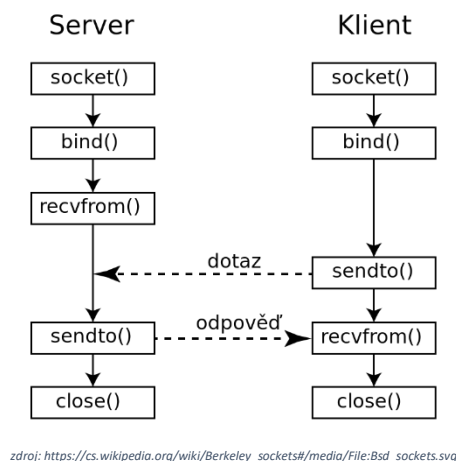 Server
Klient
socket()
socket()
bind()
bind()
recvfrom()
dotaz
sendto()
sendto()
odpověď
recvfrom()
close()
close()
zdroj: https://cs.wikipedia.org/wiki/Berkeley_sockets#/media/File:Bsd_sockets.svg